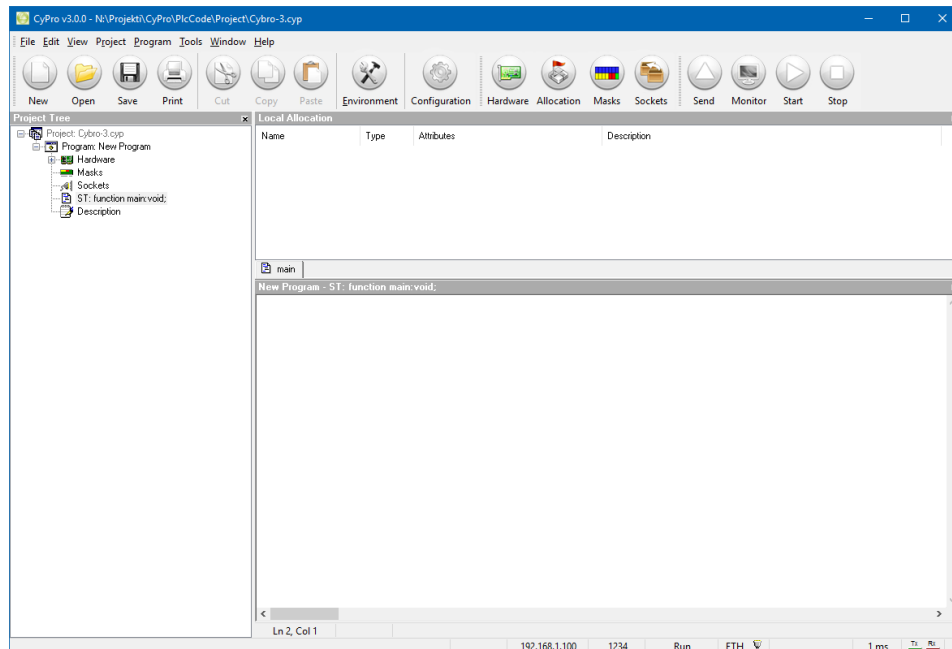 CyPro v3.0.0 - N:\Projekti\CyPro\PlcCode\Project\Cybro-3.cyp
File Edit View Project Program Tools Window Help
New Open Save Print Cut Copy Paste Environment Configuration Hardware Allocation Masks Sockets Send Monitor Start Stop
Project Tree
Project: Cybro-3.cyp
Program: New Program
Hardware
Masks
Sockets
ST: function main:void;
Description
Local Allocation
Name Type Attributes Description
main
New Program - ST: function main:void;
Ln 2, Col 1
192.168.1.100 1234 Run ETH 1 ms Tx Rx